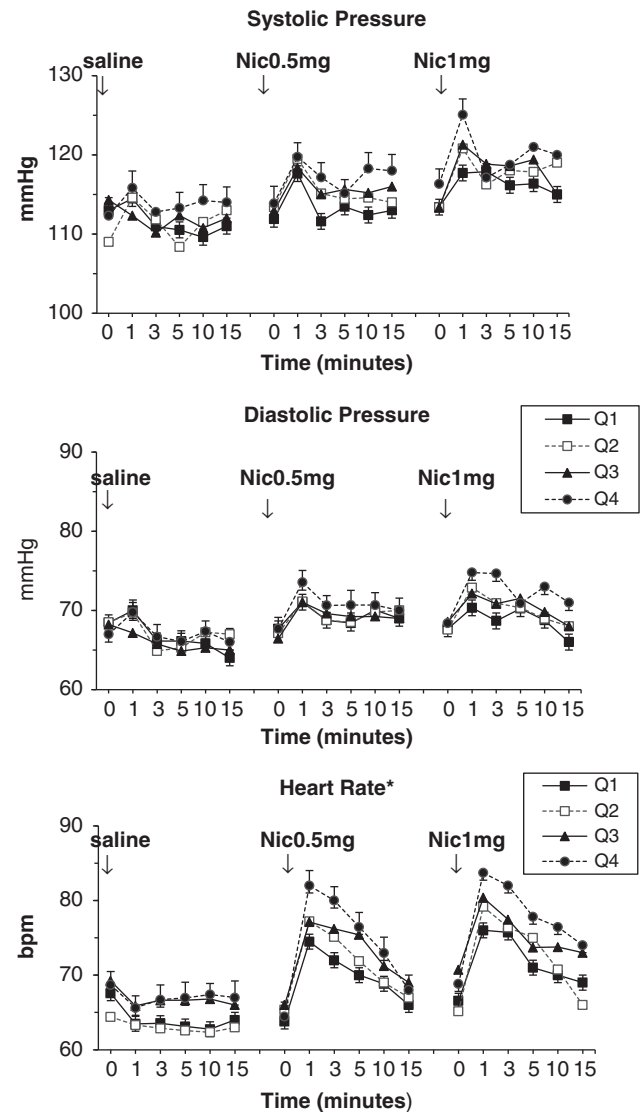 Systolic Pressure
saline Nic0.5mg Nic1mg
130
120
110
100
mmHg
0 1 3 5 10 15 0 1 3 5 10 15 0 1 3 5 10 15
Time (minutes)
Diastolic Pressure
Q1
Q2
Q3
Q4
saline Nic0.5mg Nic1mg
90
80
70
60
mmHg
0 1 3 5 10 15 0 1 3 5 10 15 0 1 3 5 10 15
Time (minutes)
Heart Rate*
Q1
Q2
Q3
Q4
saline Nic0.5mg Nic1mg
90
80
70
60
bpm
0 1 3 5 10 15 0 1 3 5 10 15 0 1 3 5 10 15
Time (minutes)